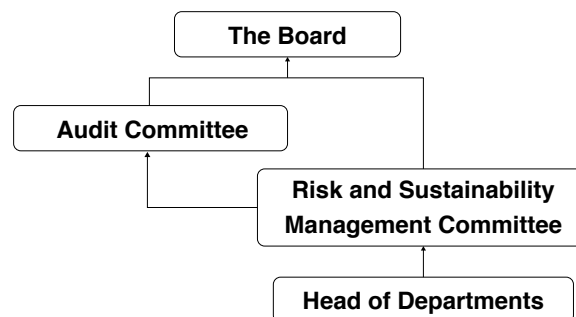 The Board
Audit Committee
Risk and Sustainability
Management Committee
Head of Departments